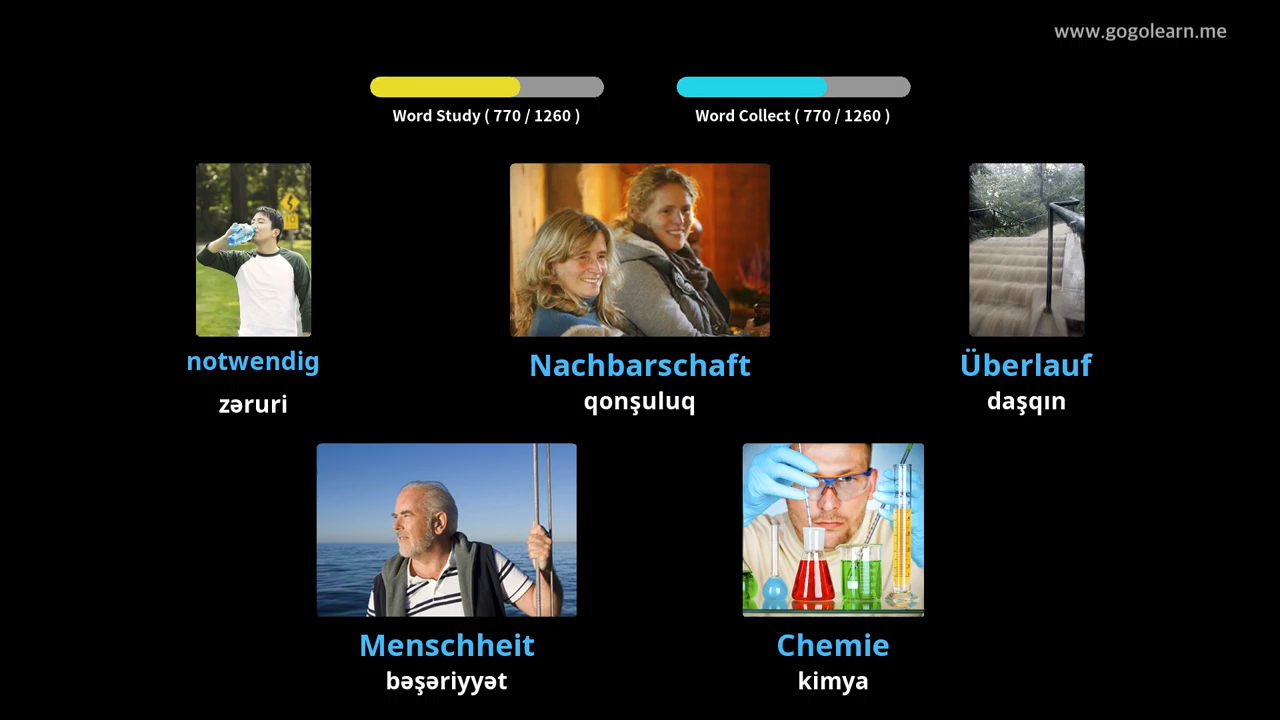 www.gogolearn.me
Word Study ( 770 / 1260 )
Word Collect ( 770 / 1260 )
notwendig
zəruri
Nachbarschaft
qonşuluq
Überlauf
daşqın
Menschheit
bəşəriyyət
Chemie
kimya